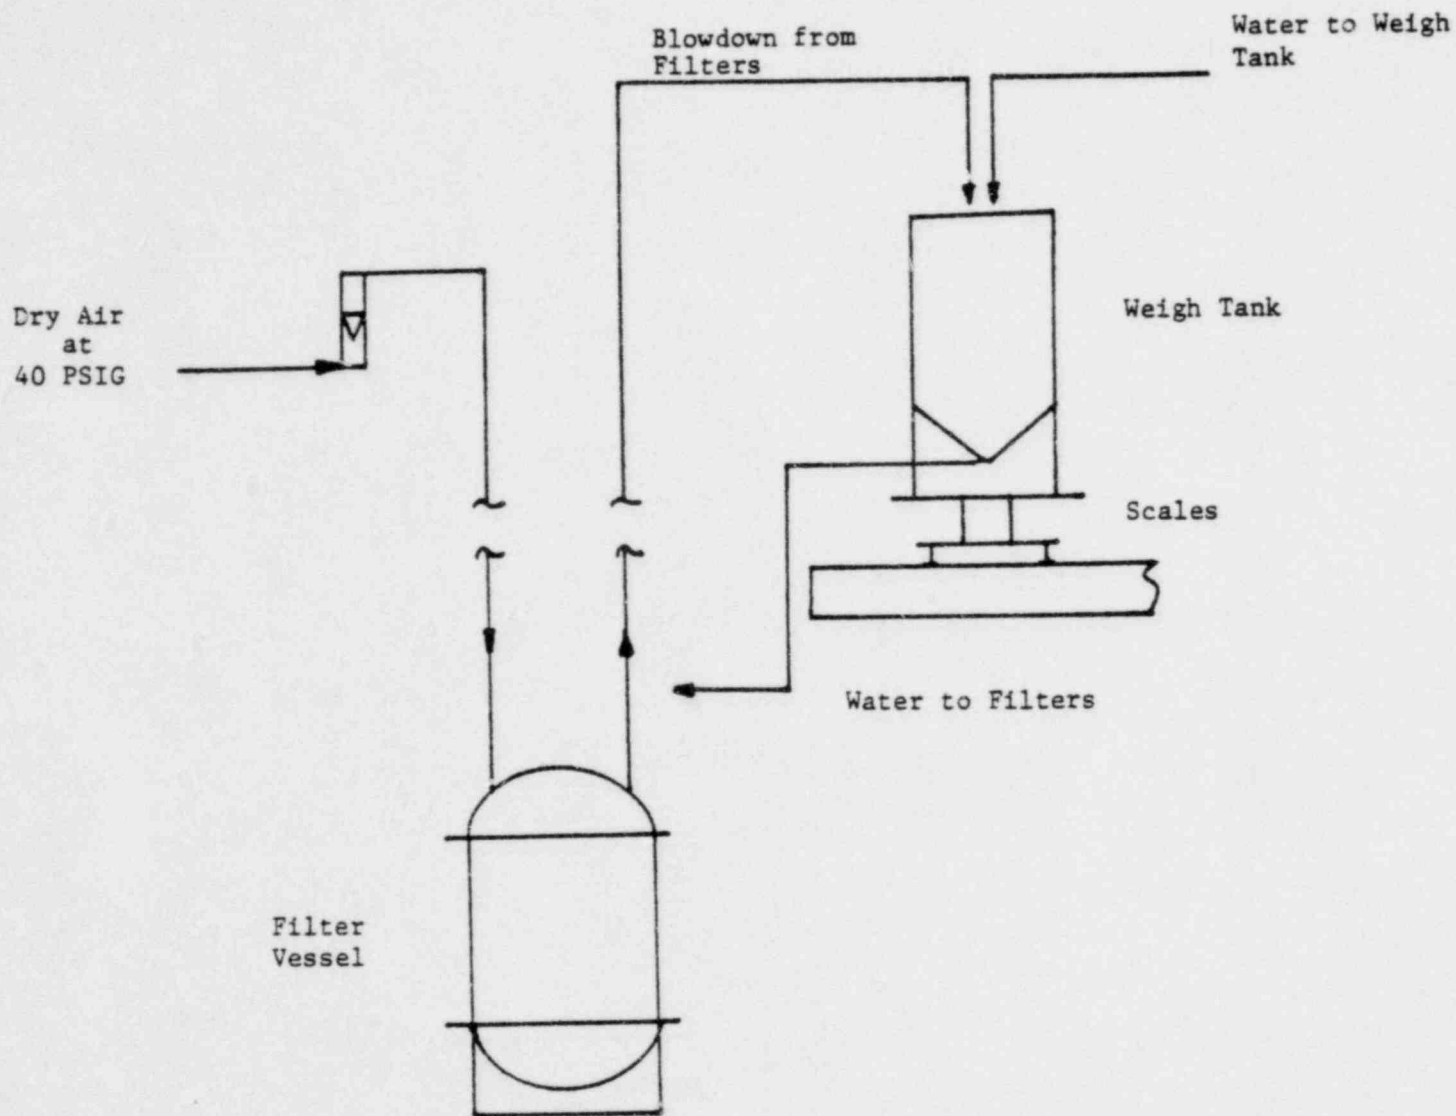 Blowdown from
Filters
Water to Weigh
Tank
Dry Air
at
40 PSIG
Weigh Tank
Scales
Water to Filters
Filter
Vessel